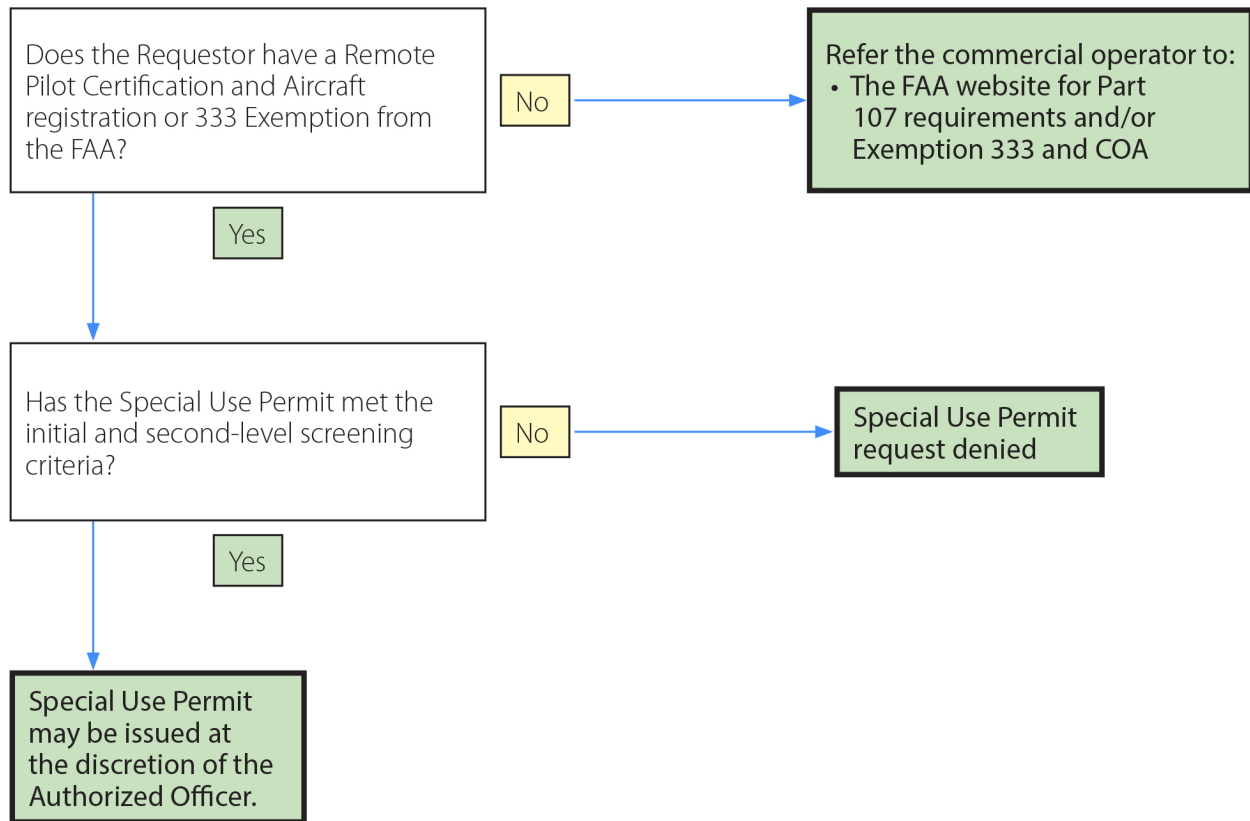 Does the Requestor have a Remote
Pilot Certification and Aircraft
registration or 333 Exemption from
the FAA?
No
Refer the commercial operator to:
• The FAA website for Part
107 requirements and/or
Exemption 333 and COA
Yes
Has the Special Use Permit met the
initial and second-level screening
criteria?
No
Special Use Permit
request denied
Yes
Special Use Permit
may be issued at
the discretion of the
Authorized Officer.